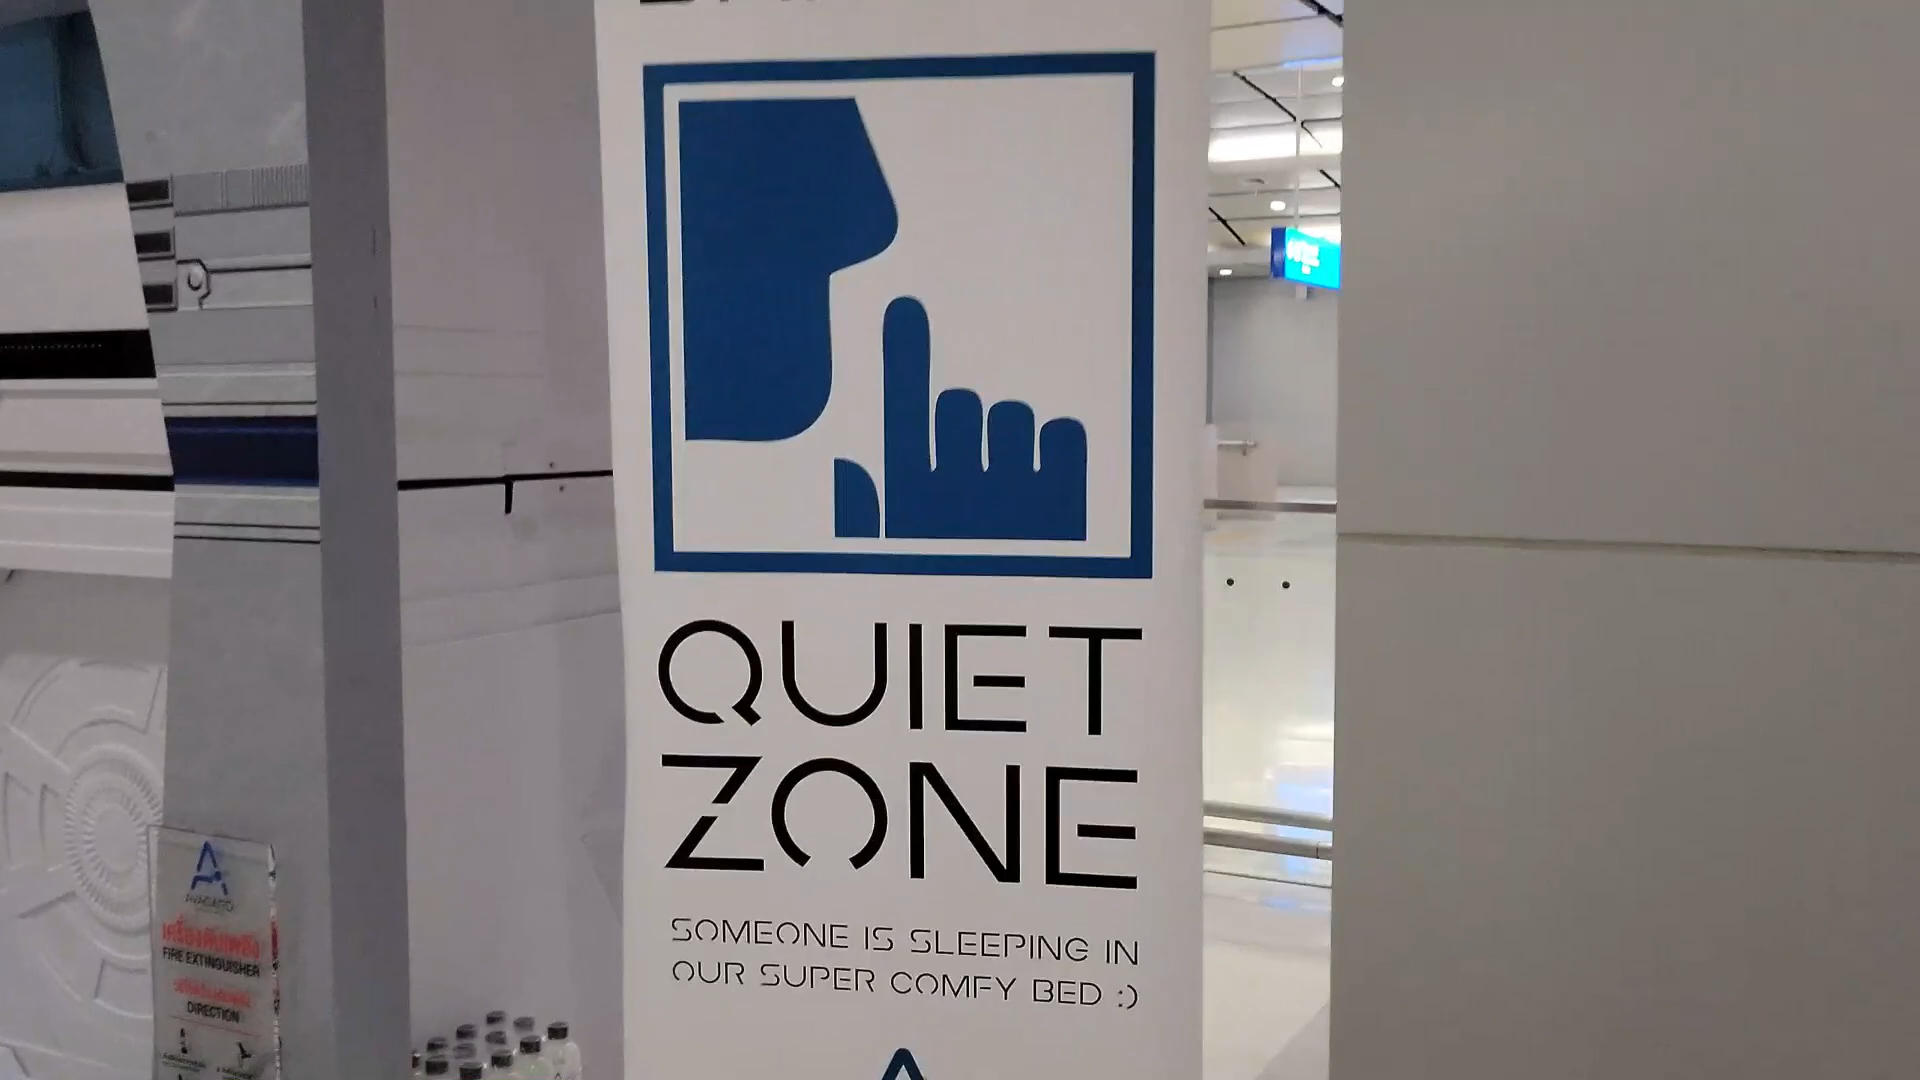 QUIET
ZONE
SOMEONE IS SLEEPING IN
OUR SUPER COMFY BED :)
AVAGARD
เครื่องดับเพลิง
FIRE EXTINGUISHER
DIRECTION